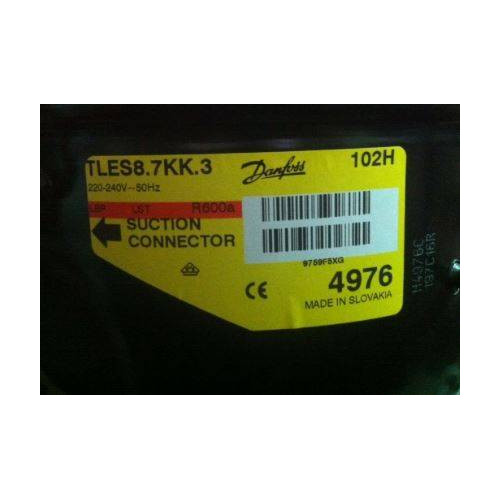 TLES8.7KK.3
Danfoss
102H
220-240V~50Hz
LBP LST R600a
SUCTION
CONNECTOR
9759F5XG
4976
MADE IN SLOVAKIA
CE
H4976C